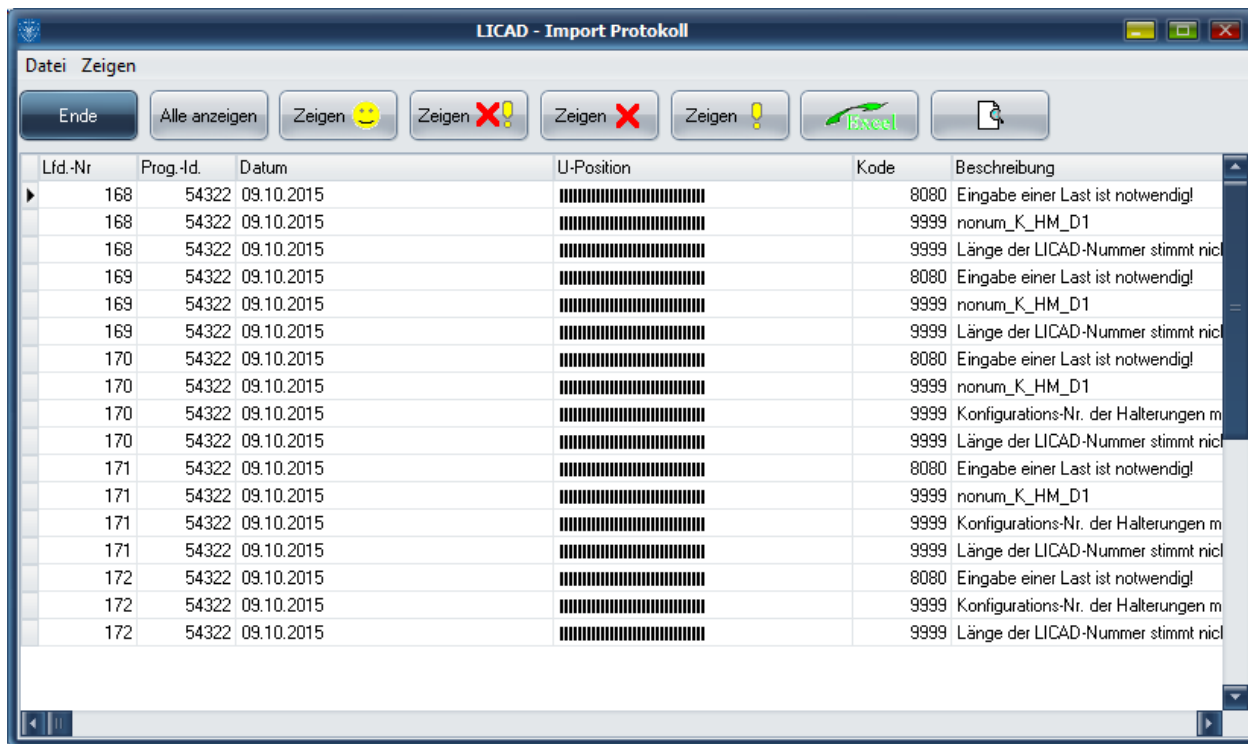 LICAD - Import Protokoll
Datei Zeigen
Ende Alle anzeigen Zeigen Zeigen Zeigen Zeigen Excel
Lfd.-Nr Prog.-Id. Datum U-Position Kode Beschreibung
168 54322 09.10.2015 8080 Eingabe einer Last ist notwendig!
168 54322 09.10.2015 9999 nonum_K_HM_D1
168 54322 09.10.2015 9999 Länge der LICAD-Nummer stimmt nicl
169 54322 09.10.2015 8080 Eingabe einer Last ist notwendig!
169 54322 09.10.2015 9999 nonum_K_HM_D1
169 54322 09.10.2015 9999 Länge der LICAD-Nummer stimmt nicl
170 54322 09.10.2015 8080 Eingabe einer Last ist notwendig!
170 54322 09.10.2015 9999 nonum_K_HM_D1
170 54322 09.10.2015 9999 Konfigurations-Nr. der Halterungen m
170 54322 09.10.2015 9999 Länge der LICAD-Nummer stimmt nicl
171 54322 09.10.2015 8080 Eingabe einer Last ist notwendig!
171 54322 09.10.2015 9999 nonum_K_HM_D1
171 54322 09.10.2015 9999 Konfigurations-Nr. der Halterungen m
171 54322 09.10.2015 9999 Länge der LICAD-Nummer stimmt nicl
172 54322 09.10.2015 8080 Eingabe einer Last ist notwendig!
172 54322 09.10.2015 9999 Konfigurations-Nr. der Halterungen m
172 54322 09.10.2015 9999 Länge der LICAD-Nummer stimmt nicl